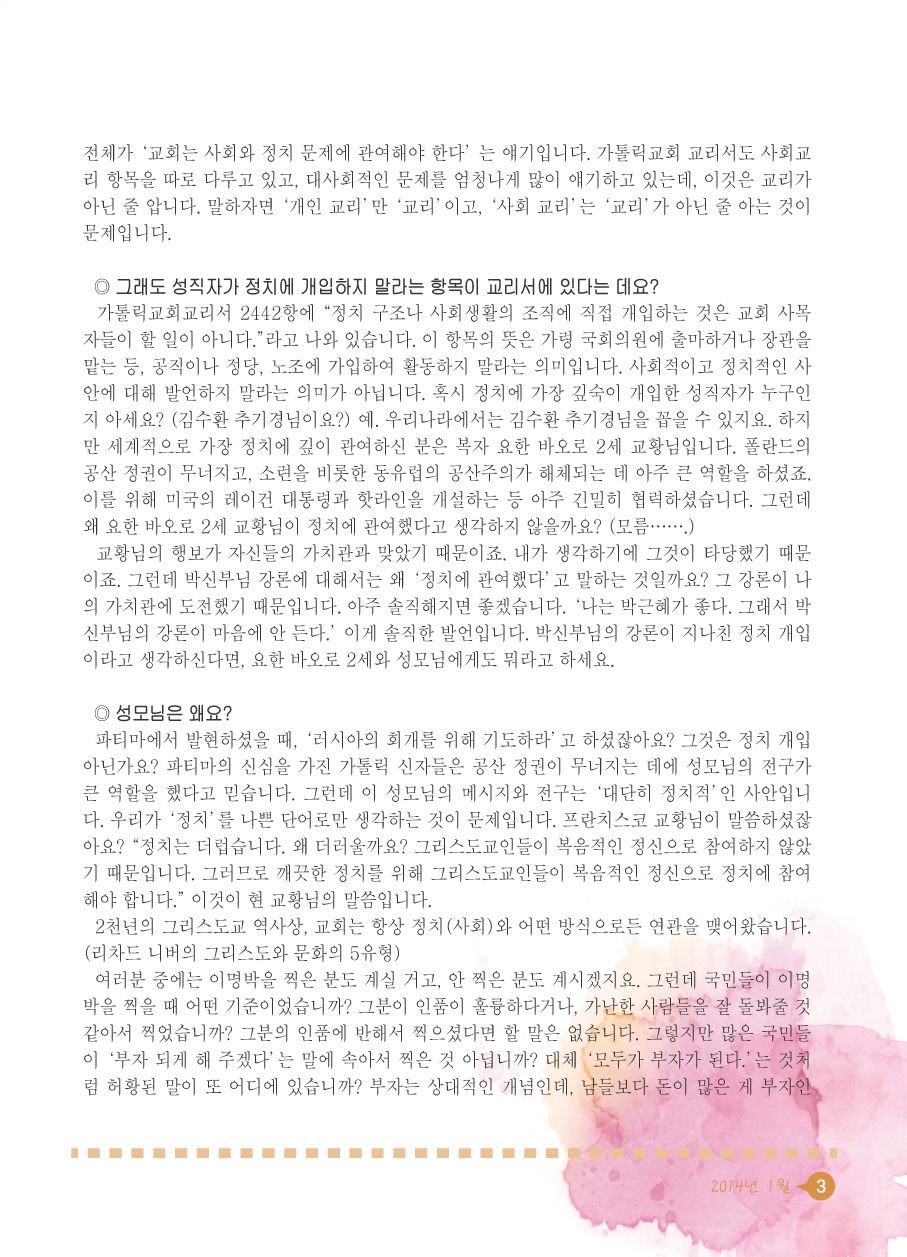 전체가 ‘교회는 사회와 정치 문제에 관여해야 한다’ 는 얘기입니다. 가톨릭교회 교리서도 사회교
리 항목을 따로 다루고 있고, 대사회적인 문제를 엄청나게 많이 얘기하고 있는데, 이것은 교리가
아닌 줄 압니다. 말하자면 ‘개인 교리’ 만 ‘교리’ 이고, ‘사회 교리’ 는 ‘교리’ 가 아닌 줄 아는 것이
문제입니다.
◎ 그래도 성직자가 정치에 개입하지 말라는 항목이 교리서에 있다는 데요?
가톨릭교회교리서 2442항에 “정치 구조나 사회생활의 조직에 직접 개입하는 것은 교회 사목
자들이 할 일이 아니다.”라고 나와 있습니다. 이 항목의 뜻은 가령 국회의원에 출마하거나 장관을
맡는 등, 공직이나 정당, 노조에 가입하여 활동하지 말라는 의미입니다. 사회적이고 정치적인 사
안에 대해 발언하지 말라는 의미가 아닙니다. 혹시 정치에 가장 깊숙이 개입한 성직자가 누구인
지 아세요? (김수환 추기경님이요?) 예. 우리나라에서는 김수환 추기경님을 꼽을 수 있지요. 하지
만 세계적으로 가장 정치에 깊이 관여하신 분은 복자 요한 바오로 2세 교황님입니다. 폴란드의
공산 정권이 무너지고, 소련을 비롯한 동유럽의 공산주의가 해체되는 데 아주 큰 역할을 하셨죠.
이를 위해 미국의 레이건 대통령과 핫라인을 개설하는 등 아주 긴밀히 협력하셨습니다. 그런데
왜 요한 바오로 2세 교황님이 정치에 관여했다고 생각하지 않을까요? (모름…….)
교황님의 행보가 자신들의 가치관과 맞았기 때문이죠. 내가 생각하기에 그것이 타당했기 때문
이죠. 그런데 박신부님 강론에 대해서는 왜 ‘정치에 관여했다’ 고 말하는 것일까요? 그 강론이 나
의 가치관에 도전했기 때문입니다. 아주 솔직해지면 좋겠습니다. ‘나는 박근혜가 좋다. 그래서 박
신부님의 강론이 마음에 안 든다.’ 이게 솔직한 발언입니다. 박신부님의 강론이 지나친 정치 개입
이라고 생각하신다면, 요한 바오로 2세와 성모님에게도 뭐라고 하세요.
◎ 성모님은 왜요?
파티마에서 발현하셨을 때, ‘러시아의 회개를 위해 기도하라’ 고 하셨잖아요? 그것은 정치 개입
아닌가요? 파티마의 신심을 가진 가톨릭 신자들은 공산 정권이 무너지는 데에 성모님의 전구가
큰 역할을 했다고 믿습니다. 그런데 이 성모님의 메시지와 전구는 ‘대단히 정치적’ 인 사안입니
다. 우리가 ‘정치’ 를 나쁜 단어로만 생각하는 것이 문제입니다. 프란치스코 교황님이 말씀하셨잖
아요? “정치는 더럽습니다. 왜 더러울까요? 그리스도교인들이 복음적인 정신으로 참여하지 않았
기 때문입니다. 그러므로 깨끗한 정치를 위해 그리스도교인들이 복음적인 정신으로 정치에 참여
해야 합니다.” 이것이 현 교황님의 말씀입니다.
2천년의 그리스도교 역사상, 교회는 항상 정치(사회)와 어떤 방식으로든 연관을 맺어왔습니다.
(리차드 니버의 그리스도와 문화의 5유형)
여러분 중에는 이명박을 찍은 분도 계실 거고, 안 찍은 분도 계시겠지요. 그런데 국민들이 이명
박을 찍을 때 어떤 기준이었습니까? 그분이 인품이 훌륭하다거나, 가난한 사람들을 잘 돌봐줄 것
같아서 찍었습니까? 그분의 인품에 반해서 찍으셨다면 할 말은 없습니다. 그렇지만 많은 국민들
이 ‘부자 되게 해 주겠다’ 는 말에 속아서 찍은 것 아닙니까? 대체 ‘모두가 부자가 된다.’ 는 것처
럼 허황된 말이 또 어디에 있습니까? 부자는 상대적인 개념인데, 남들보다 돈이 많은 게 부자인
2014년 1월 3